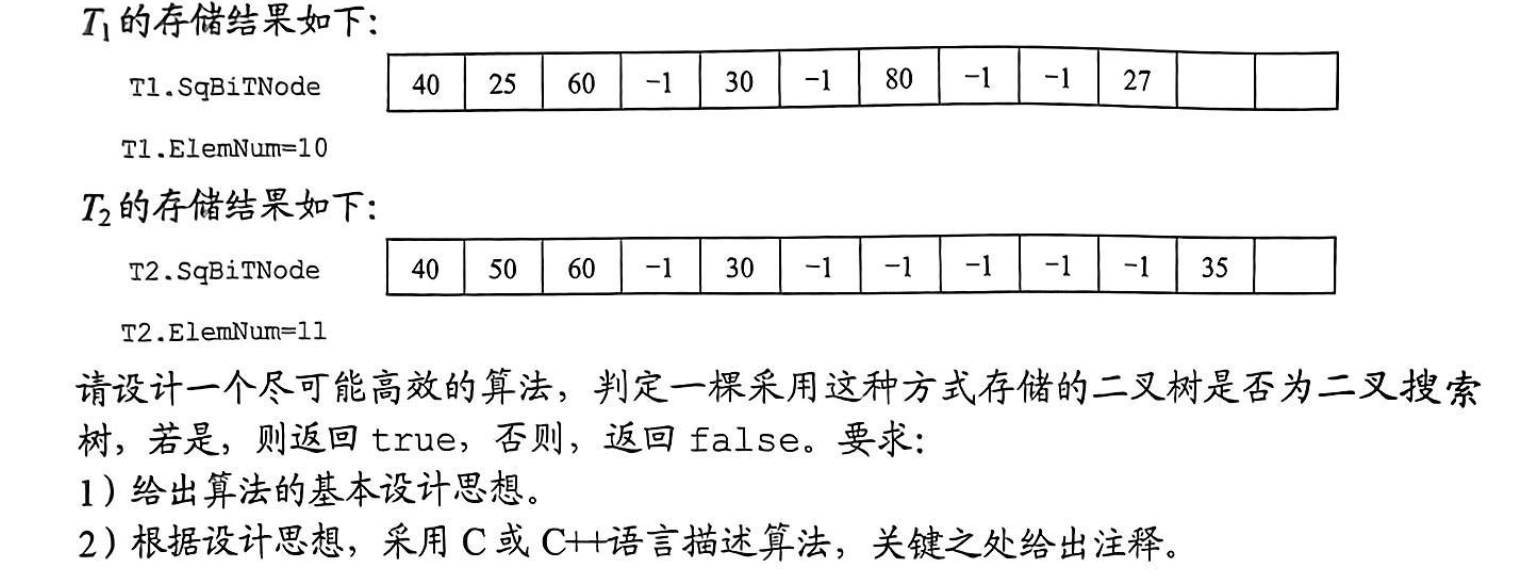 T₁的存储结果如下：
T1.SqBiTNode 40 25 60 -1 30 -1 80 -1 -1 27
T1.ElemNum=10
T₂的存储结果如下：
T2.SqBiTNode 40 50 60 -1 30 -1 -1 -1 -1 -1 35
T2.ElemNum=11
请设计一个尽可能高效的算法，判定一棵采用这种方式存储的二叉树是否为二叉搜索
树，若是，则返回 true，否则，返回 false。要求：
1）给出算法的基本设计思想。
2）根据设计思想，采用 C 或 C++语言描述算法，关键之处给出注释。